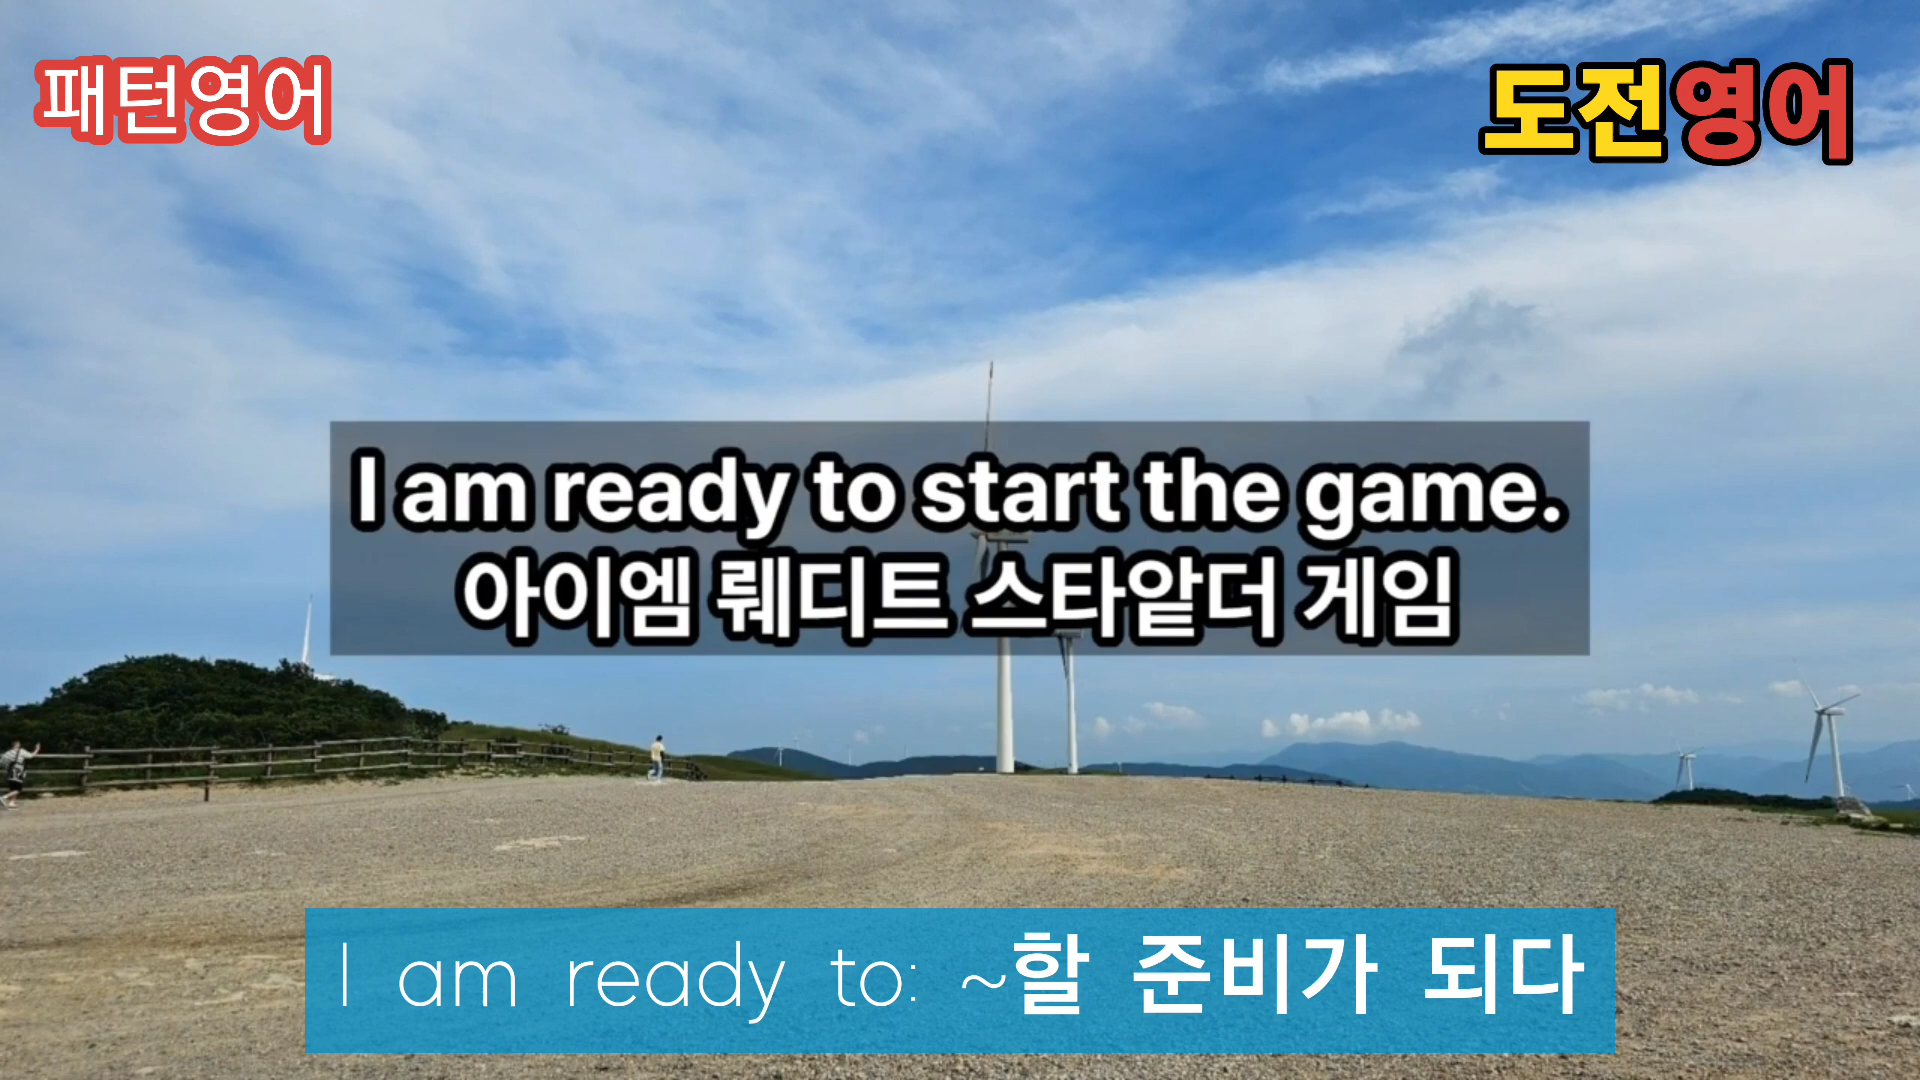 패턴영어
도전영어
I am ready to start the game.
아이엠 뤠디트 스타앝더 게임
I am ready to: ~할 준비가 되다